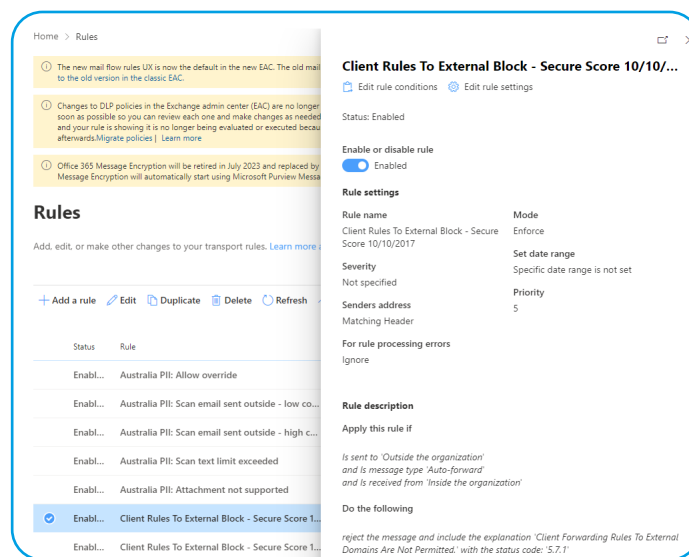 Home > Rules
The new mail flow rules UX is now the default in the new EAC. The old mail
to the old version in the classic EAC.
Changes to DLP policies in the Exchange admin center (EAC) are no longer
soon as possible so you can review each one and make changes as needed
and your rule is showing it is no longer being evaluated or executed becau
afterwards.Migrate policies | Learn more
Office 365 Message Encryption will be retired in July 2023 and replaced by
Message Encryption will automatically start using Microsoft Purview Messa
Rules
Add, edit, or make other changes to your transport rules. Learn more a
Add a rule Edit Duplicate Delete Refresh
Status Rule
Enabl... Australia PII: Allow override
Enabl... Australia PII: Scan email sent outside - low co...
Enabl... Australia PII: Scan email sent outside - high c...
Enabl... Australia PII: Scan text limit exceeded
Enabl... Australia PII: Attachment not supported
Enabl... Client Rules To External Block - Secure Score 1...
Enabl... Client Rules To External Block - Secure Score 1...
Client Rules To External Block - Secure Score 10/10/...
Edit rule conditions Edit rule settings
Status: Enabled
Enable or disable rule
Enabled
Rule settings
Rule name
Client Rules To External Block - Secure
Score 10/10/2017
Severity
Not specified
Senders address
Matching Header
For rule processing errors
Ignore
Mode
Enforce
Set date range
Specific date range is not set
Priority
5
Rule description
Apply this rule if
Is sent to 'Outside the organization'
and Is message type 'Auto-forward'
and Is received from 'Inside the organization'
Do the following
reject the message and include the explanation 'Client Forwarding Rules To External
Domains Are Not Permitted.' with the status code: '5.7.1'